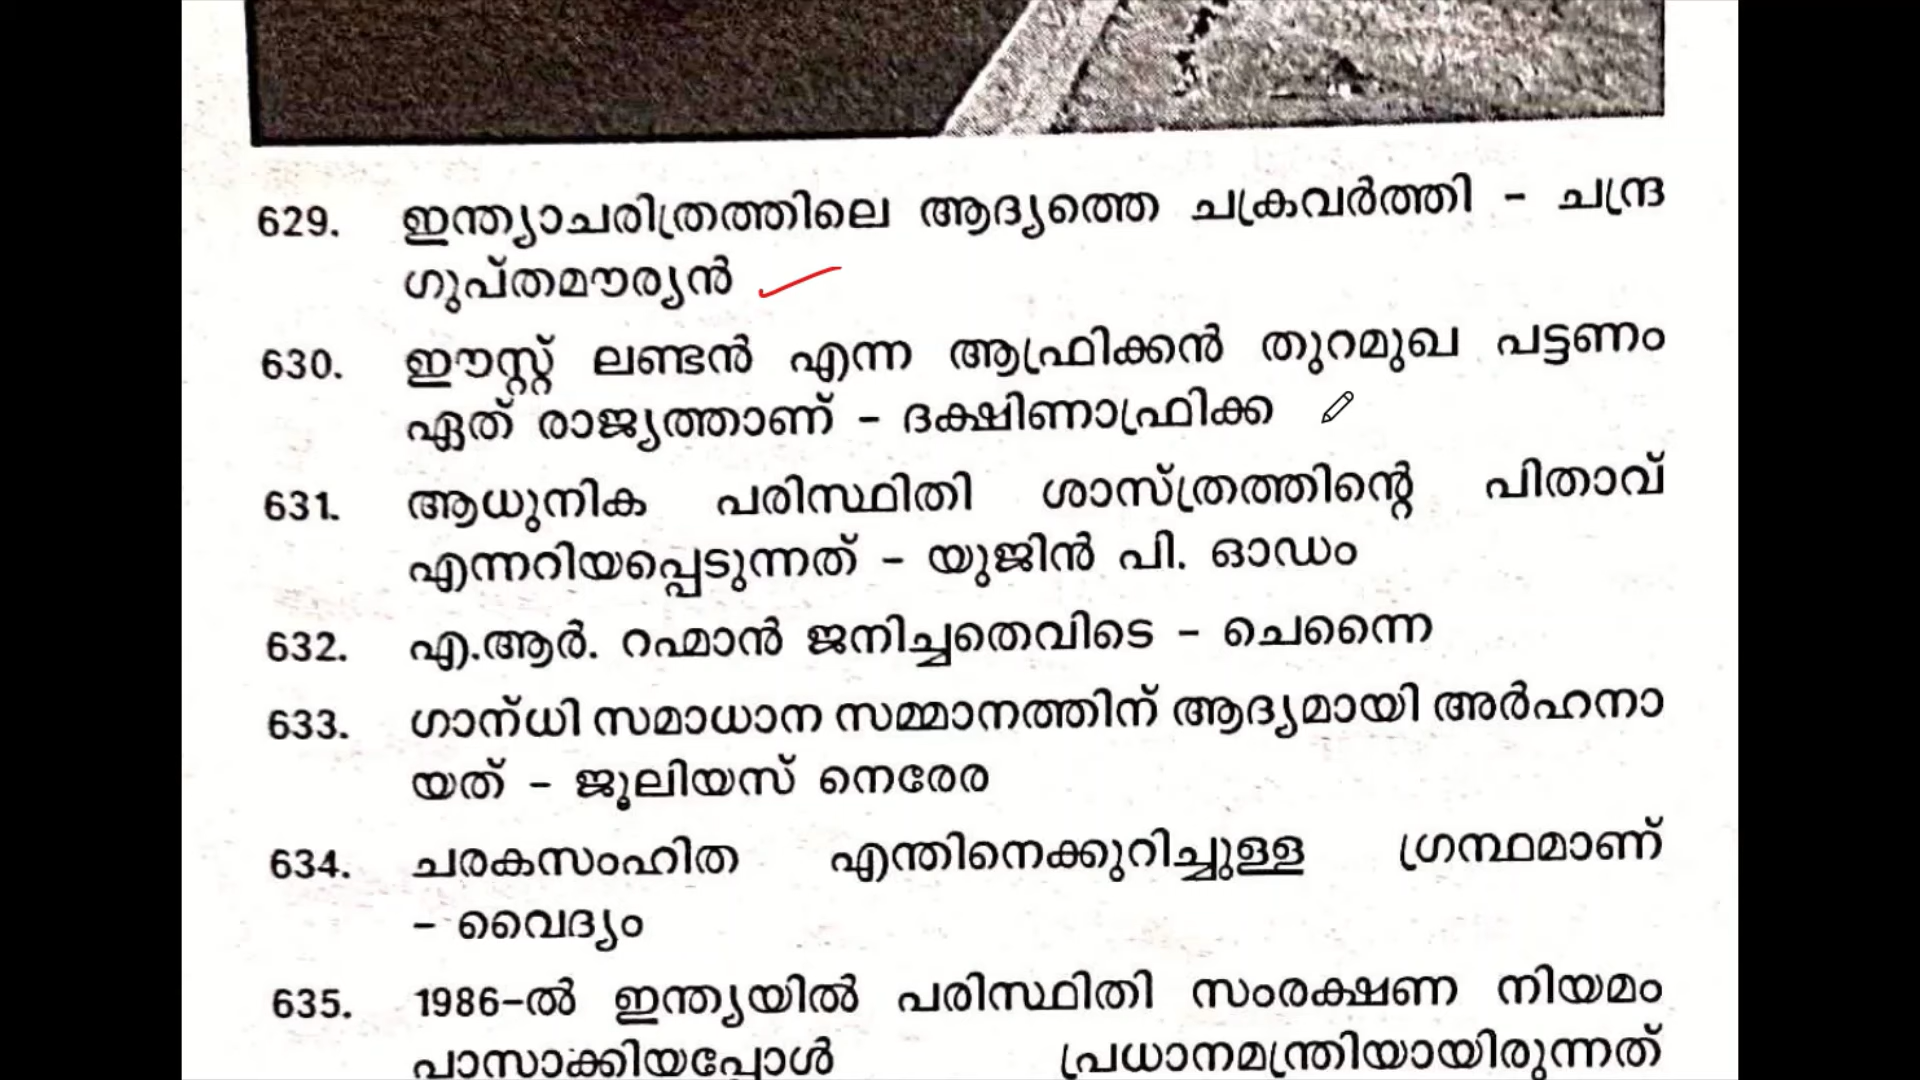 629. ഇന്ത്യാചരിത്രത്തിലെ ആദ്യത്തെ ചക്രവർത്തി - ചന്ദ്ര
ഗുപ്തമൗര്യൻ
630. ഈസ്റ്റ് ലണ്ടൻ എന്ന ആഫ്രിക്കൻ തുറമുഖ പട്ടണം
ഏത് രാജ്യത്താണ് - ദക്ഷിണാഫ്രിക്ക
631. ആധുനിക പരിസ്ഥിതി ശാസ്ത്രത്തിന്റെ പിതാവ്
എന്നറിയപ്പെടുന്നത് - യുജിൻ പി. ഓഡം
632. എ.ആർ. റഹ്മാൻ ജനിച്ചതെവിടെ - ചെന്നൈ
633. ഗാന്ധി സമാധാന സമ്മാനത്തിന് ആദ്യമായി അർഹനാ
യത് - ജൂലിയസ് നെരേര
634. ചരകസംഹിത എന്തിനെക്കുറിച്ചുള്ള ഗ്രന്ഥമാണ്
- വൈദ്യം
635. 1986-ൽ ഇന്ത്യയിൽ പരിസ്ഥിതി സംരക്ഷണ നിയമം
പാസാക്കിയപ്പോൾ പ്രധാനമന്ത്രിയായിരുന്നത്